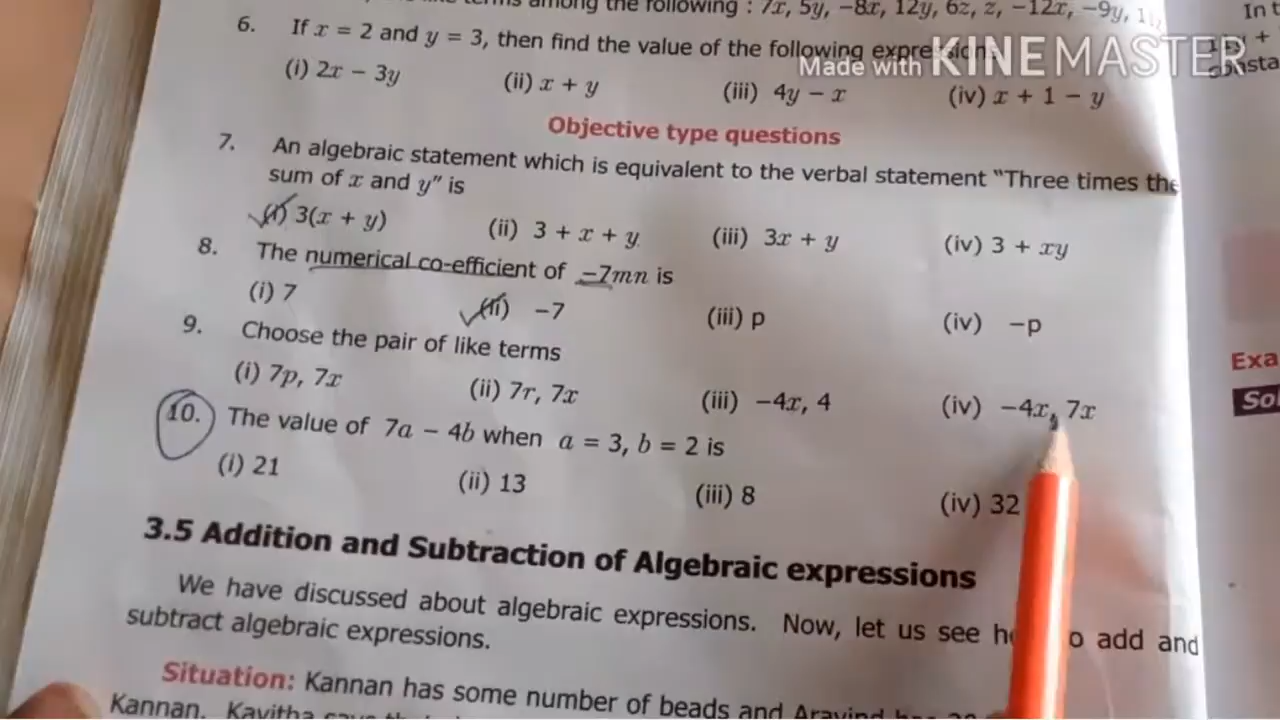 terms among the following : 7x, 5y, −8x, 12y, 6z, z, −12x, −9y, 11
6. If x = 2 and y = 3, then find the value of the following
(i) 2x − 3y (ii) x + y (iii) 4y − x (iv) x + 1 − y
Made with KINEMASTER
Objective type questions
7. An algebraic statement which is equivalent to the verbal statement "Three times the
sum of x and y" is
(i) 3(x + y) (ii) 3 + x + y (iii) 3x + y (iv) 3 + xy
8. The numerical co-efficient of −7mn is
(i) 7 (ii) −7 (iii) p (iv) −p
9. Choose the pair of like terms
(i) 7p, 7x (ii) 7r, 7x (iii) −4x, 4 (iv) −4x, 7x
10. The value of 7a − 4b when a = 3, b = 2 is
(i) 21 (ii) 13 (iii) 8 (iv) 32
3.5 Addition and Subtraction of Algebraic expressions
We have discussed about algebraic expressions. Now, let us see add and
subtract algebraic expressions.
Situation: Kannan has some number of beads and
Kannan.
In t
Exa
Sol